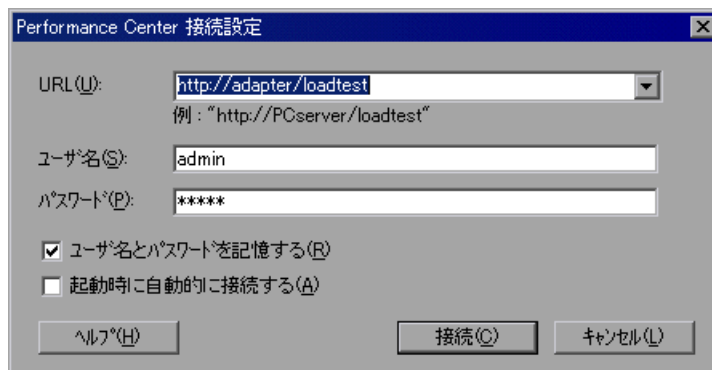 Performance Center 接続設定
URL(U):
http://adapter/loadtest
例 : "http://PCserver/loadtest"
ユーザ名(S):
admin
パスワード(P):
*****
ユーザ名とパスワードを記憶する(R)
起動時に自動的に接続する(A)
ヘルプ(H)
接続(C)
キャンセル(L)